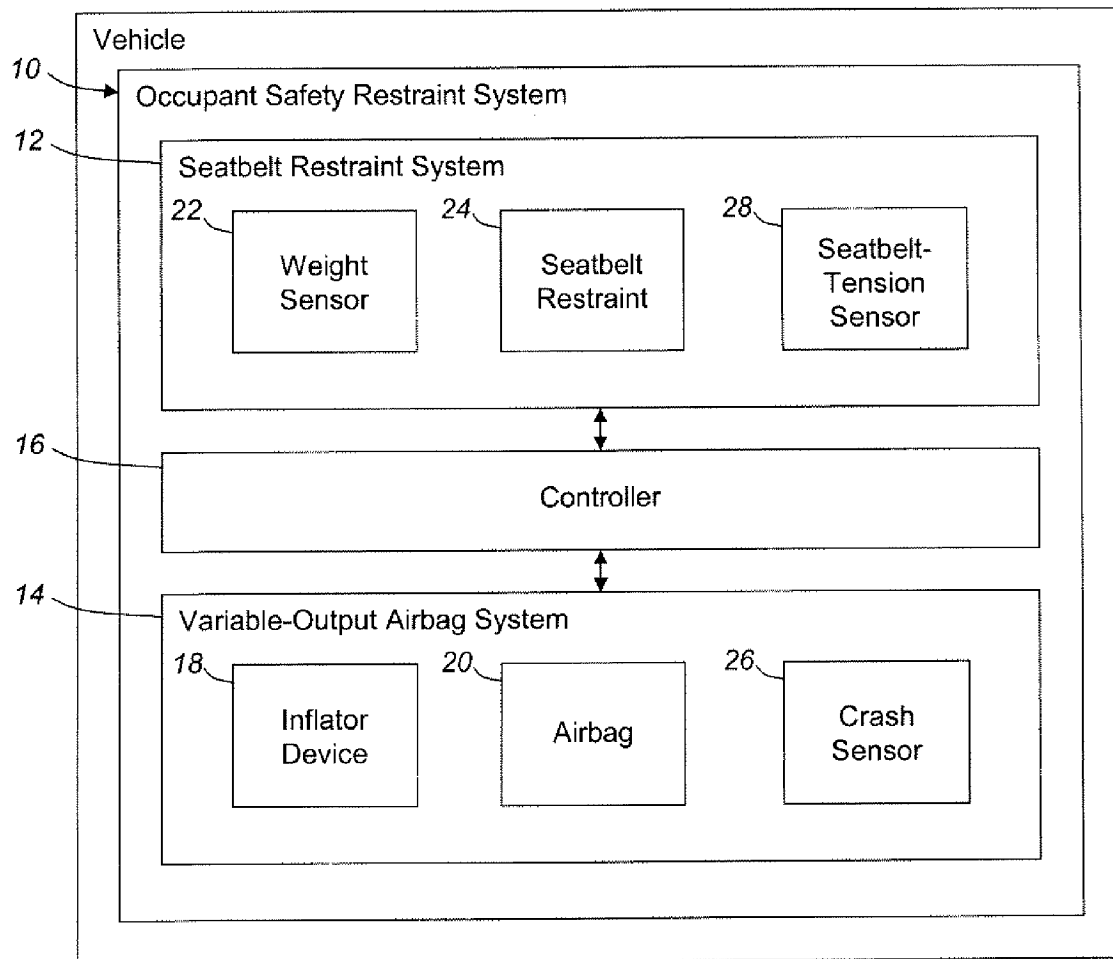 Vehicle
10
Occupant Safety Restraint System
12
Seatbelt Restraint System
22
24
28
Weight
Sensor
Seatbelt
Restraint
Seatbelt-
Tension
Sensor
16
Controller
14
Variable-Output Airbag System
18
20
26
Inflator
Device
Airbag
Crash
Sensor